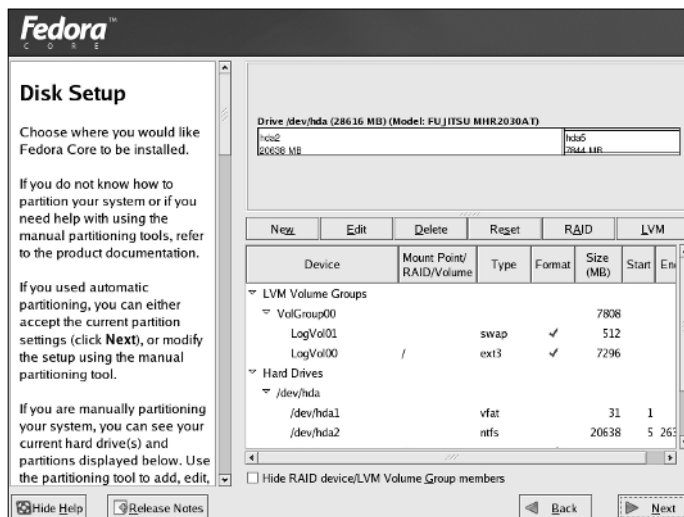 Fedora™
CORE
Disk Setup
Choose where you would like
Fedora Core to be installed.
If you do not know how to
partition your system or if you
need help with using the
manual partitioning tools, refer
to the product documentation.
If you used automatic
partitioning, you can either
accept the current partition
settings (click Next), or modify
the setup using the manual
partitioning tool.
If you are manually partitioning
your system, you can see your
current hard drive(s) and
partitions displayed below. Use
the partitioning tool to add, edit,
Drive /dev/hda (28616 MB) (Model: FUJITSU MHR2030AT)
hda2 hda5
20638 MB 7844 MB
New Edit Delete Reset RAID LVM
Device Mount Point/ RAID/Volume Type Format Size (MB) Start En
LVM Volume Groups
VolGroup00 7808
LogVol01 swap ✓ 512
LogVol00 / ext3 ✓ 7296
Hard Drives
/dev/hda
/dev/hda1 vfat 31 1
/dev/hda2 ntfs 20638 5 263
Hide RAID device/LVM Volume Group members
Hide Help Release Notes Back Next